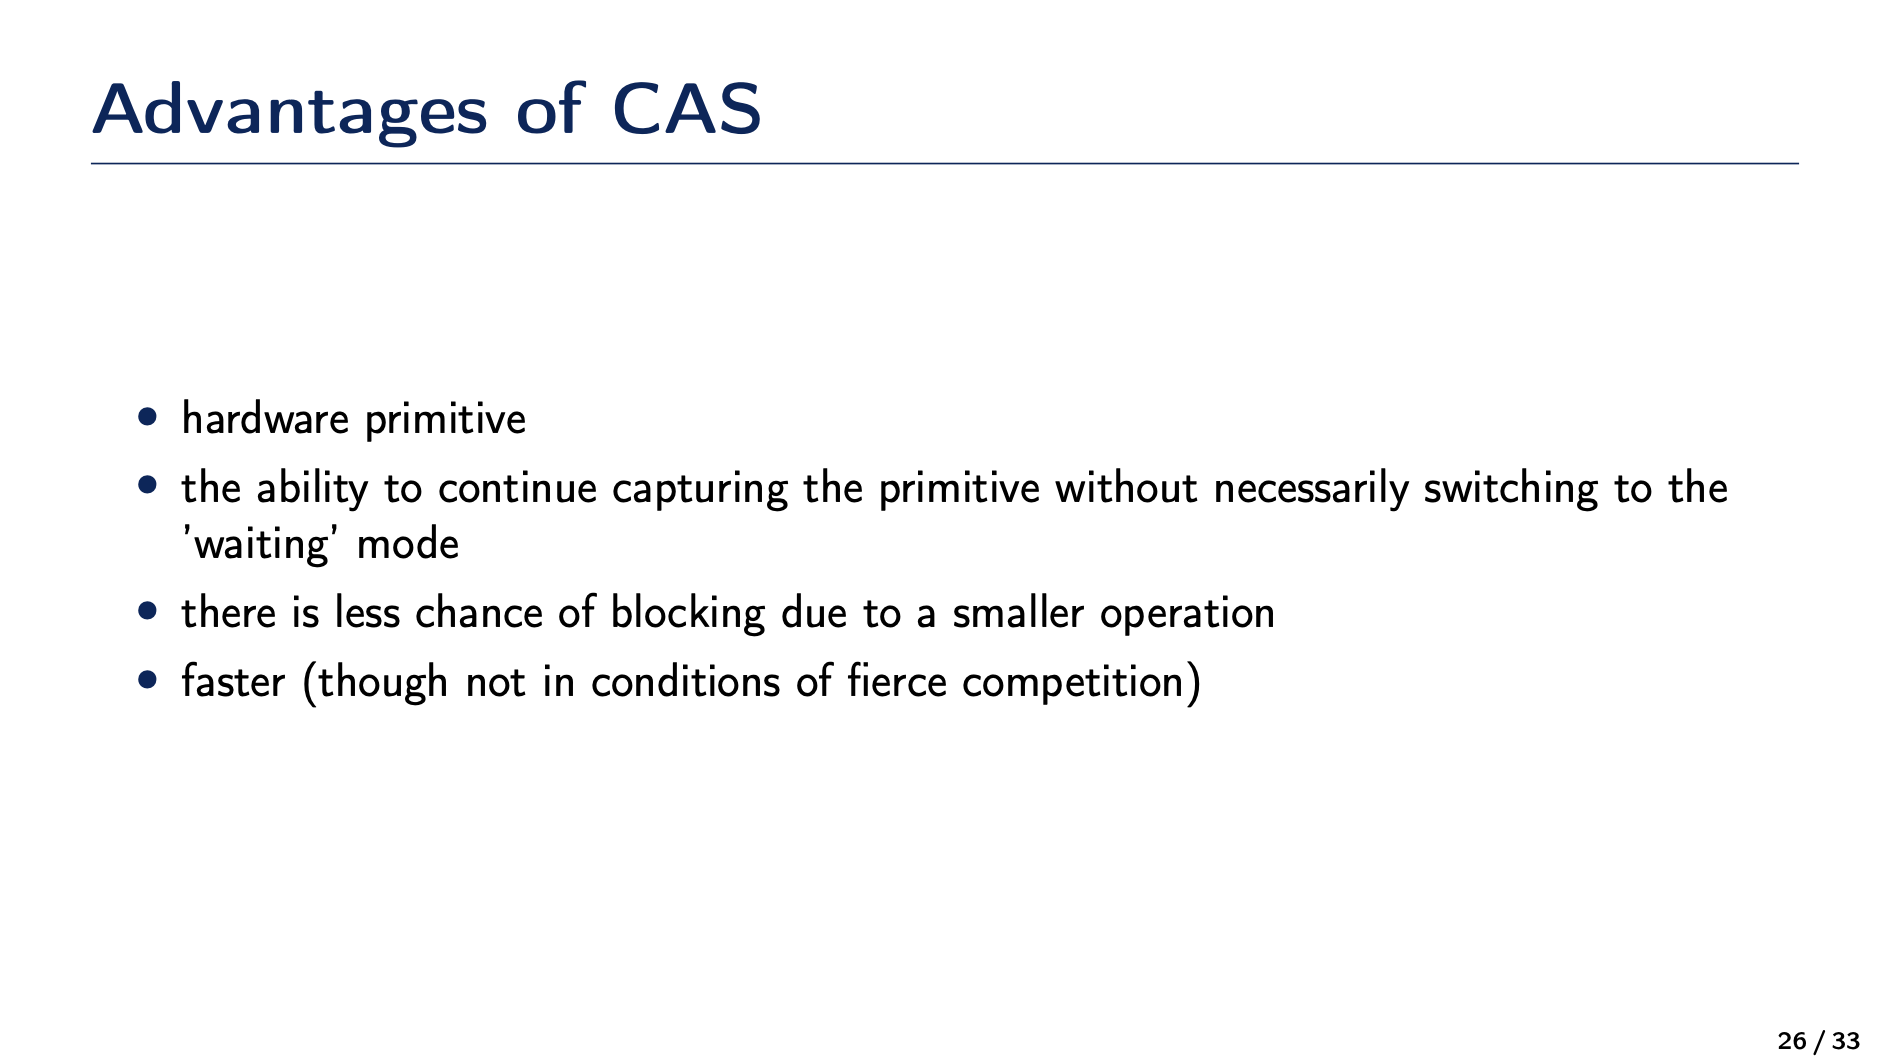 Advantages of CAS
• hardware primitive
• the ability to continue capturing the primitive without necessarily switching to the
’waiting’ mode
• there is less chance of blocking due to a smaller operation
• faster (though not in conditions of fierce competition)
26 / 33